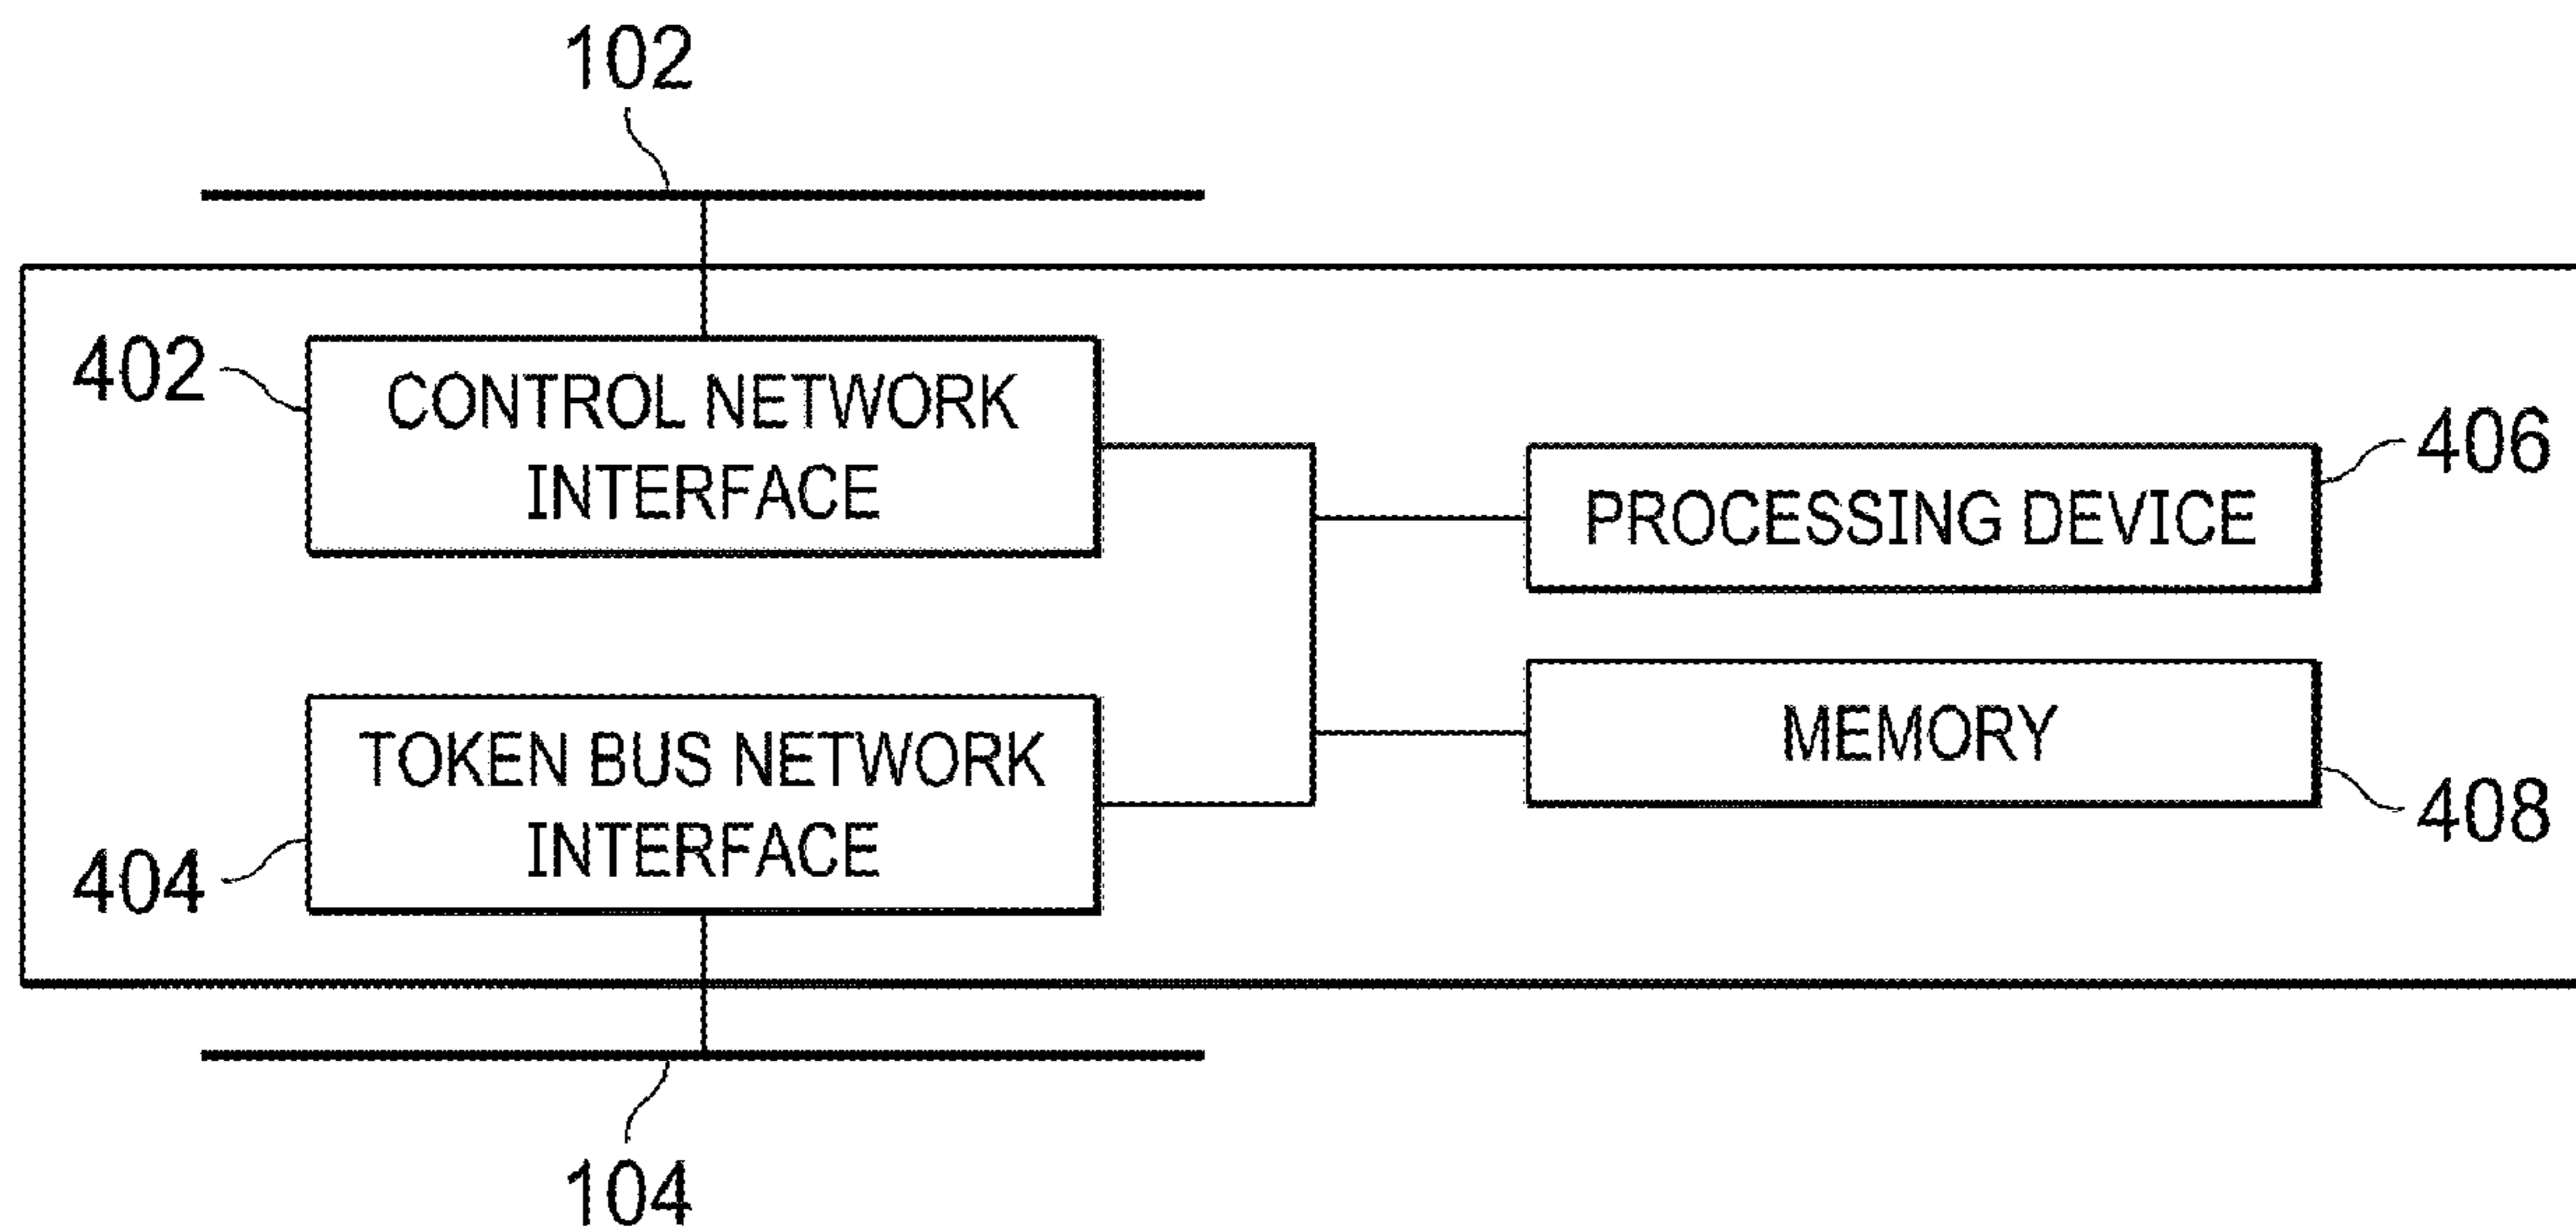 102
402
CONTROL NETWORK
INTERFACE
406
PROCESSING DEVICE
404
TOKEN BUS NETWORK
INTERFACE
MEMORY
408
104